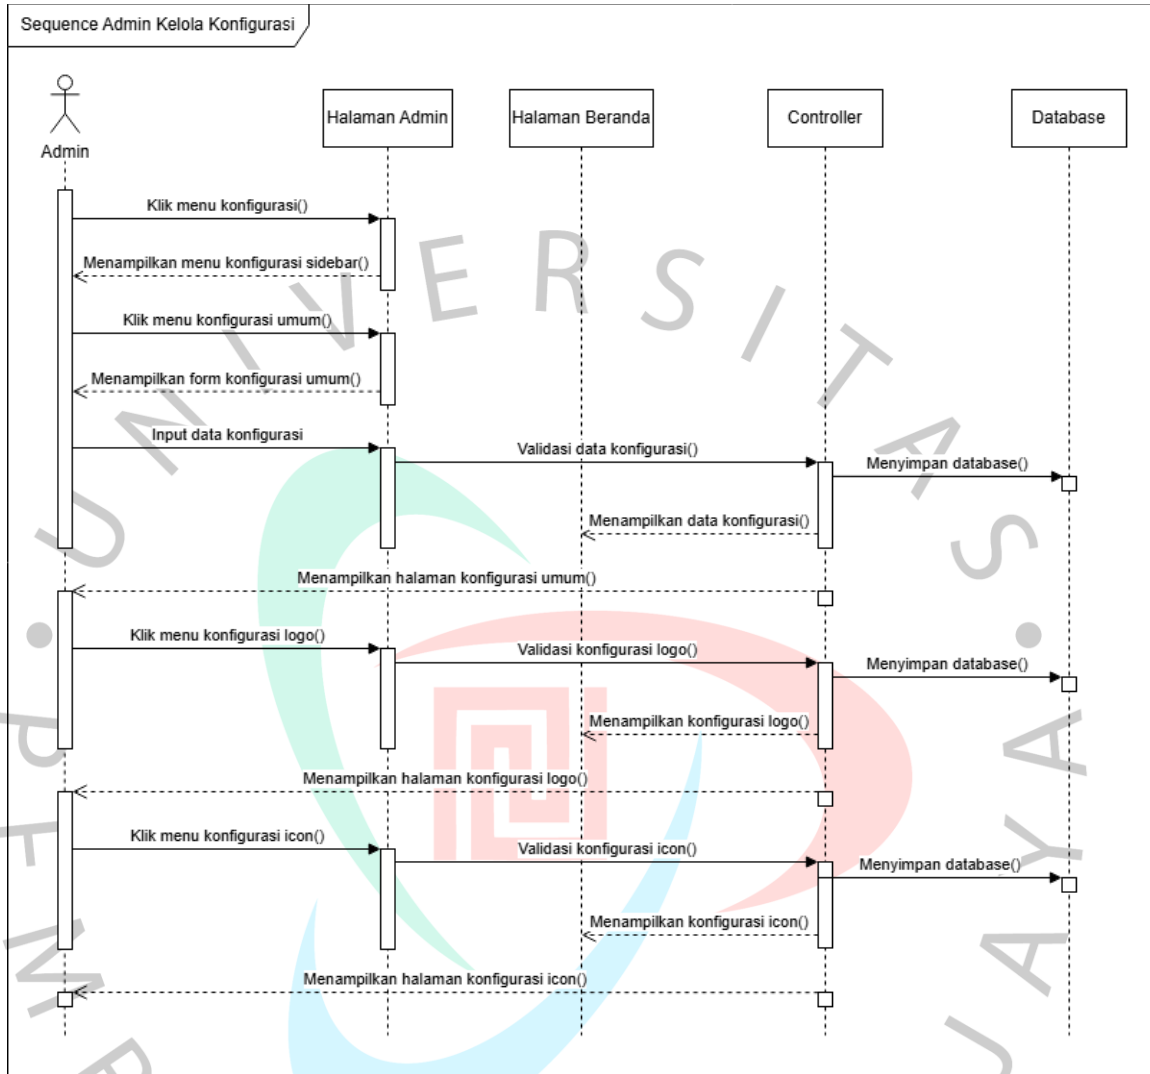 Sequence Admin Kelola Konfigurasi
Admin
Halaman Admin
Halaman Beranda
Controller
Database
Klik menu konfigurasi()
Menampilkan menu konfigurasi sidebar()
Klik menu konfigurasi umum()
Menampilkan form konfigurasi umum()
Input data konfigurasi
Validasi data konfigurasi()
Menyimpan database()
Menampilkan data konfigurasi()
Menampilkan halaman konfigurasi umum()
Klik menu konfigurasi logo()
Validasi konfigurasi logo()
Menyimpan database()
Menampilkan konfigurasi logo()
Menampilkan halaman konfigurasi logo()
Klik menu konfigurasi icon()
Validasi konfigurasi icon()
Menyimpan database()
Menampilkan konfigurasi icon()
Menampilkan halaman konfigurasi icon()
UNIVERSITAS
JAYA